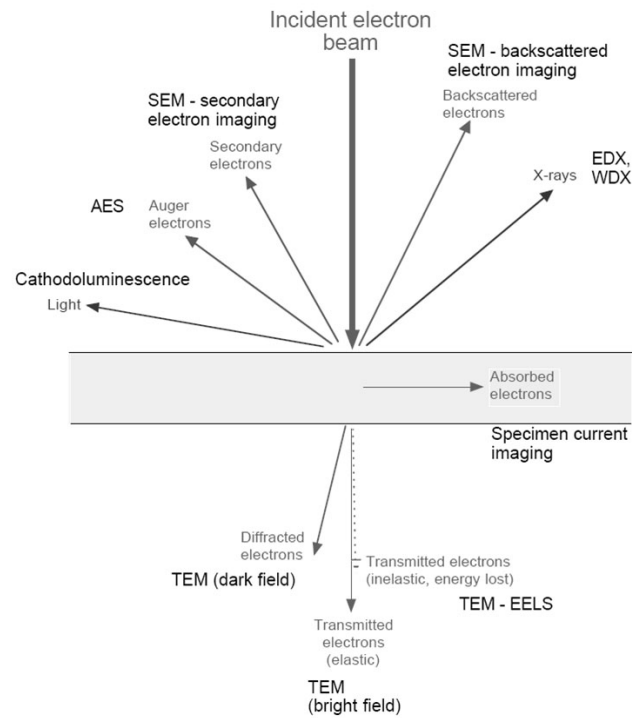 Incident electron
beam
SEM - backscattered
electron imaging
Backscattered
electrons
SEM - secondary
electron imaging
Secondary
electrons
EDX,
WDX
X-rays
AES
Auger
electrons
Cathodoluminescence
Light
Absorbed
electrons
Specimen current
imaging
Diffracted
electrons
TEM (dark field)
Transmitted electrons
(inelastic, energy lost)
TEM - EELS
Transmitted
electrons
(elastic)
TEM
(bright field)